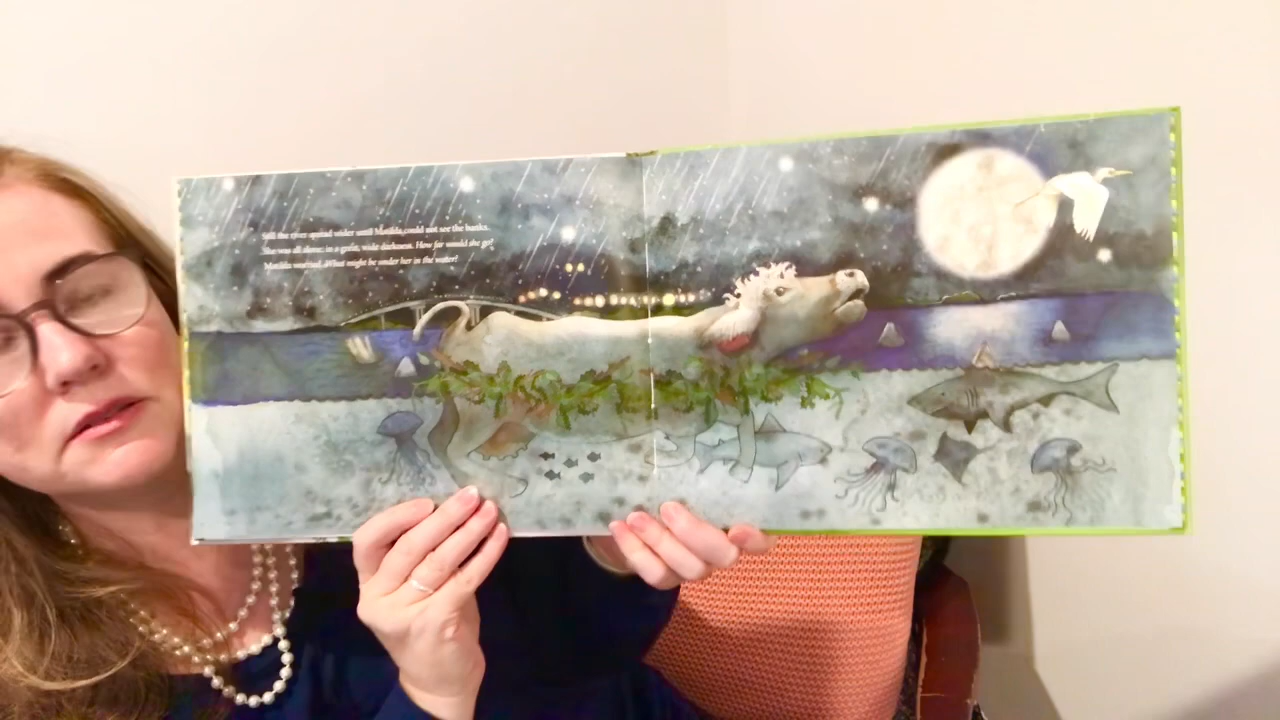 Still the river spread wider until Matilda could not see the banks.
She was all alone; in a great, wide darkness. How far would she go?
Matilda worried. What might be under her in the water?